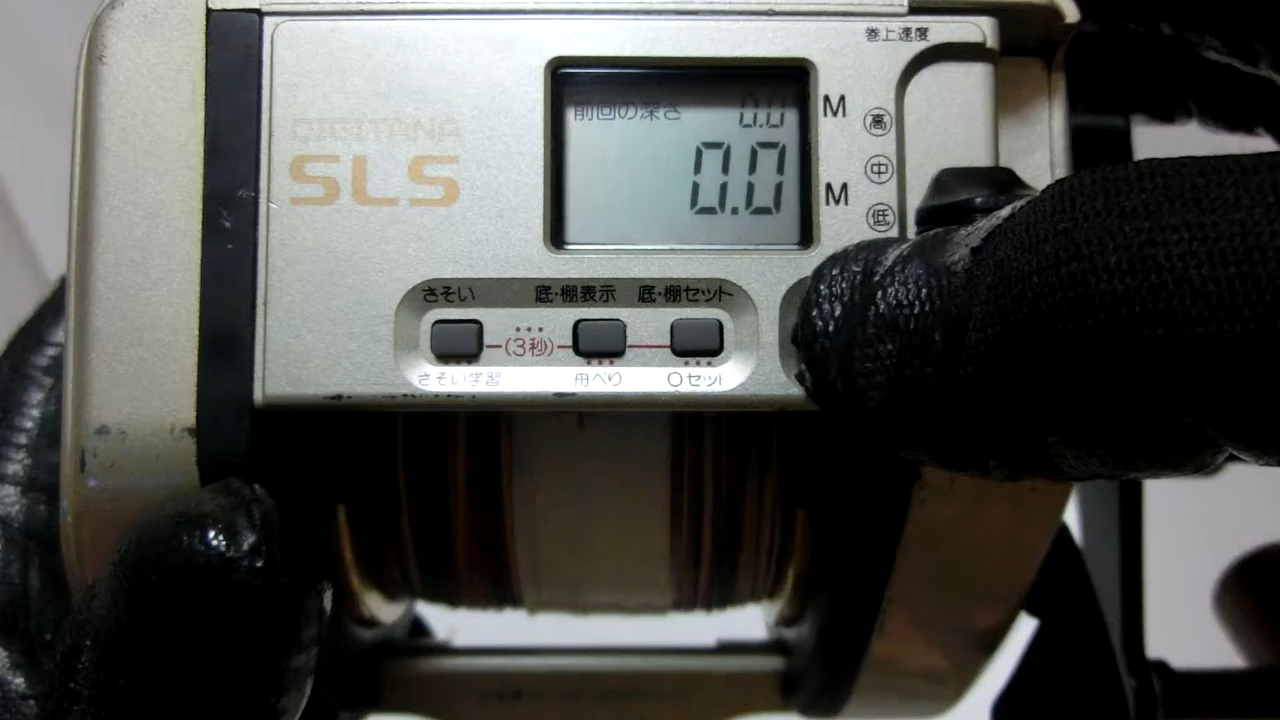 巻上速度
DIGITANA
SLS
前回の深さ 0.0 M
0.0 M
高
中
低
さそい 底・棚表示 底・棚セット
(3秒)
さそい学習 舟べり 0セット